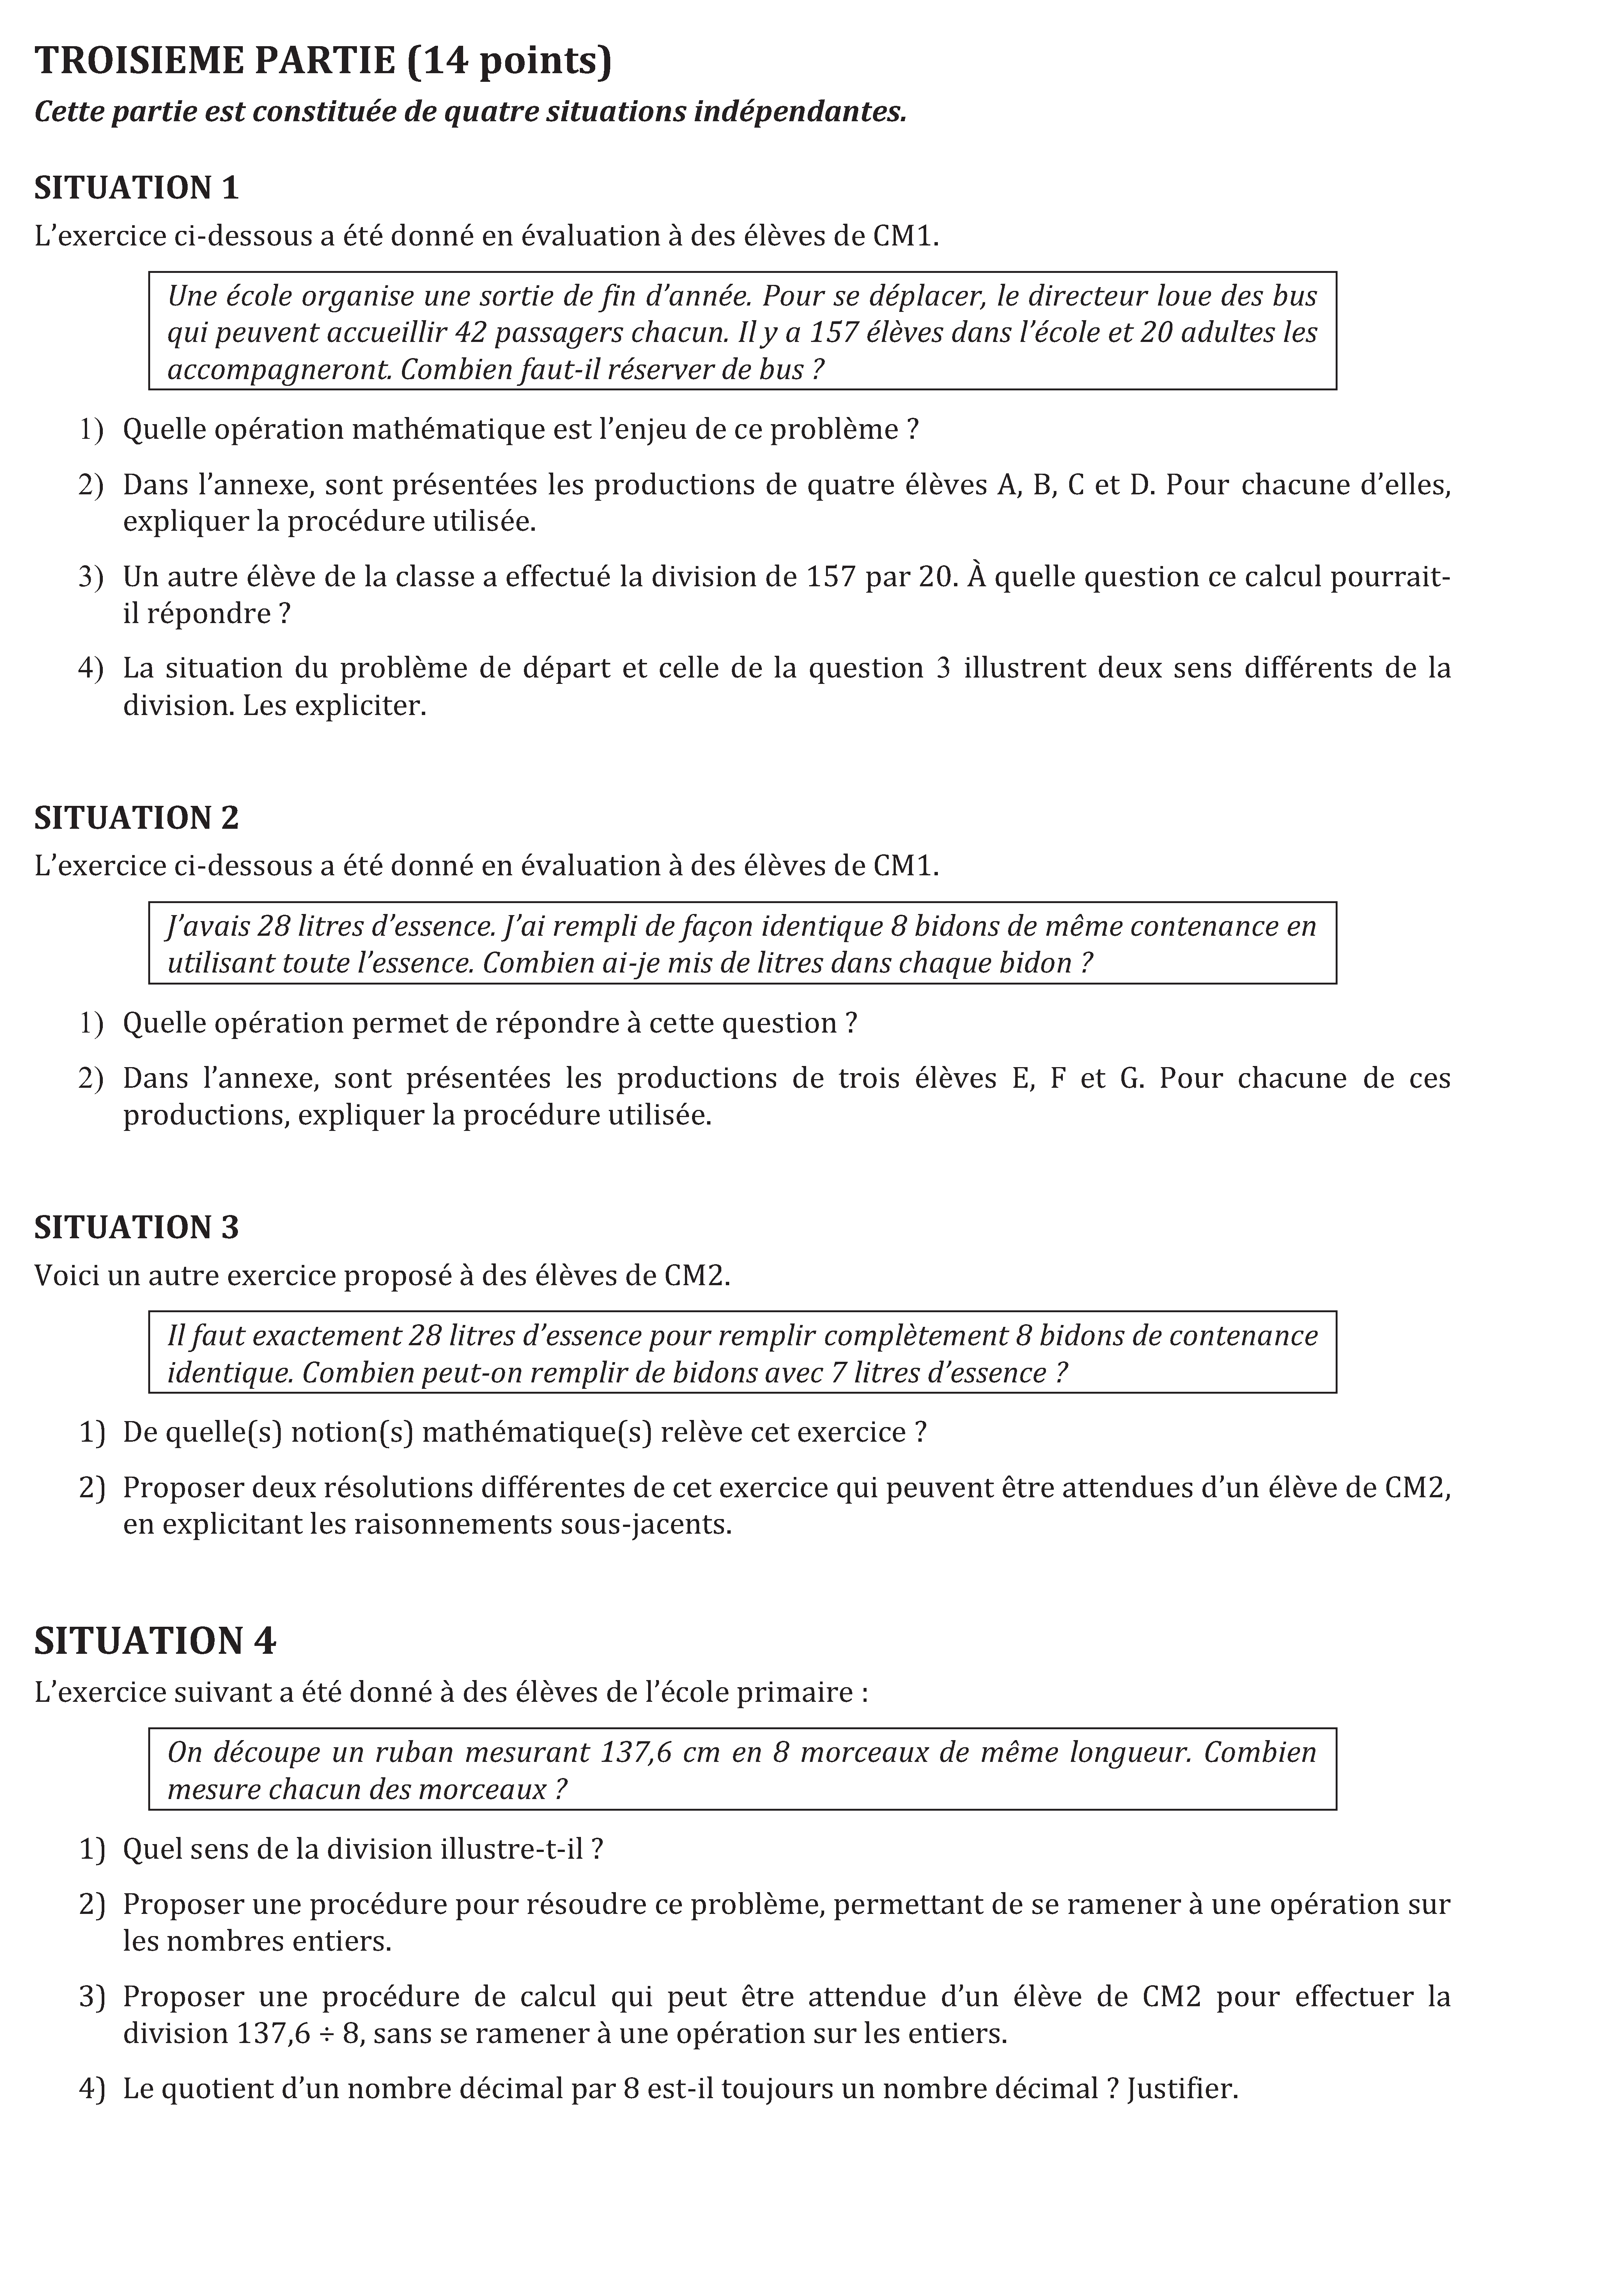 TROISIEME PARTIE (14 points)
Cette partie est constituée de quatre situations indépendantes.
SITUATION 1
L’exercice ci-dessous a été donné en évaluation à des élèves de CM1.
Une école organise une sortie de fin d’année. Pour se déplacer, le directeur loue des bus
qui peuvent accueillir 42 passagers chacun. Il y a 157 élèves dans l’école et 20 adultes les
accompagneront. Combien faut-il réserver de bus ?
1) Quelle opération mathématique est l’enjeu de ce problème ?
2) Dans l’annexe, sont présentées les productions de quatre élèves A, B, C et D. Pour chacune d’elles,
expliquer la procédure utilisée.
3) Un autre élève de la classe a effectué la division de 157 par 20. À quelle question ce calcul pourrait-
il répondre ?
4) La situation du problème de départ et celle de la question 3 illustrent deux sens différents de la
division. Les expliciter.
SITUATION 2
L’exercice ci-dessous a été donné en évaluation à des élèves de CM1.
J’avais 28 litres d’essence. J’ai rempli de façon identique 8 bidons de même contenance en
utilisant toute l’essence. Combien ai-je mis de litres dans chaque bidon ?
1) Quelle opération permet de répondre à cette question ?
2) Dans l’annexe, sont présentées les productions de trois élèves E, F et G. Pour chacune de ces
productions, expliquer la procédure utilisée.
SITUATION 3
Voici un autre exercice proposé à des élèves de CM2.
Il faut exactement 28 litres d’essence pour remplir complètement 8 bidons de contenance
identique. Combien peut-on remplir de bidons avec 7 litres d’essence ?
1) De quelle(s) notion(s) mathématique(s) relève cet exercice ?
2) Proposer deux résolutions différentes de cet exercice qui peuvent être attendues d’un élève de CM2,
en explicitant les raisonnements sous-jacents.
SITUATION 4
L’exercice suivant a été donné à des élèves de l’école primaire :
On découpe un ruban mesurant 137,6 cm en 8 morceaux de même longueur. Combien
mesure chacun des morceaux ?
1) Quel sens de la division illustre-t-il ?
2) Proposer une procédure pour résoudre ce problème, permettant de se ramener à une opération sur
les nombres entiers.
3) Proposer une procédure de calcul qui peut être attendue d’un élève de CM2 pour effectuer la
division 137,6 ÷ 8, sans se ramener à une opération sur les entiers.
4) Le quotient d’un nombre décimal par 8 est-il toujours un nombre décimal ? Justifier.